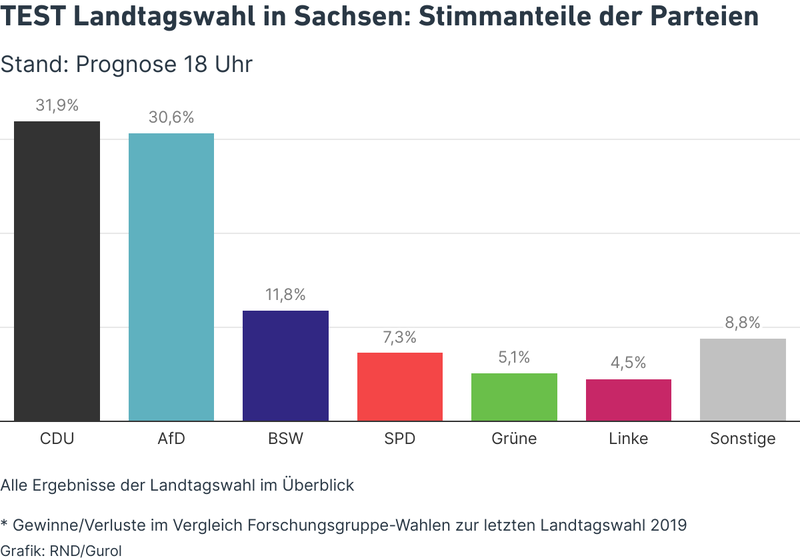 TEST Landtagswahl in Sachsen: Stimmanteile der Parteien
Stand: Prognose 18 Uhr
31,9%
30,6%
11,8%
7,3%
5,1%
4,5%
8,8%
CDU
AfD
BSW
SPD
Grüne
Linke
Sonstige
Alle Ergebnisse der Landtagswahl im Überblick
* Gewinne/Verluste im Vergleich Forschungsgruppe-Wahlen zur letzten Landtagswahl 2019
Grafik: RND/Gurol